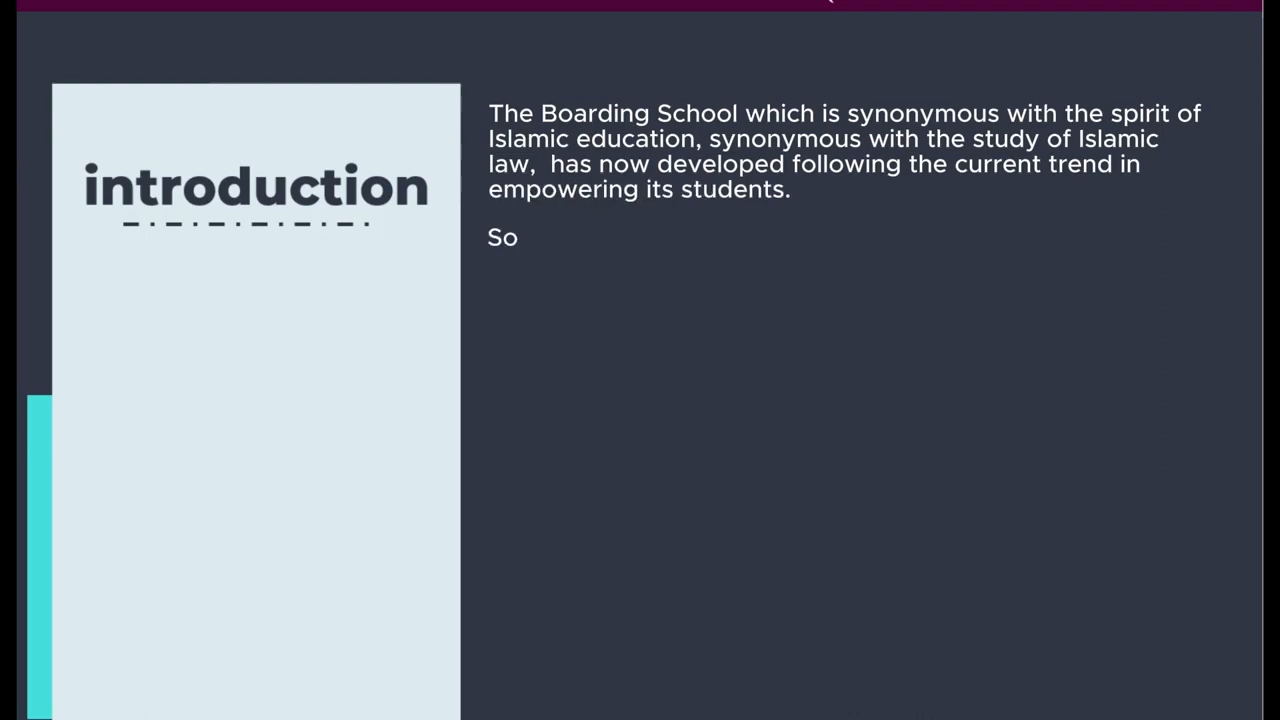 introduction
The Boarding School which is synonymous with the spirit of
Islamic education, synonymous with the study of Islamic
law,  has now developed following the current trend in
empowering its students.
So